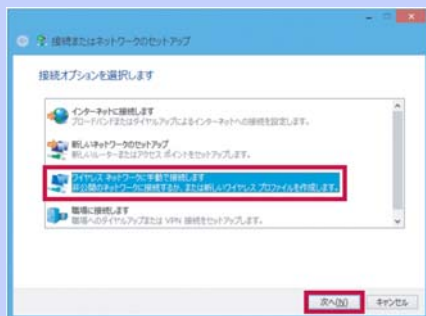 接続またはネットワークのセットアップ
接続オプションを選択します
インターネットに接続します
ブロードバンドまたはダイヤルアップによるインターネットへの接続を設定します。
新しいネットワークのセットアップ
新しいルーターまたはアクセス ポイントをセットアップします。
ワイヤレス ネットワークに手動で接続します
非公開のネットワークに接続するか、または新しいワイヤレス プロファイルを作成します。
職場に接続します
職場へのダイヤルアップまたは VPN 接続をセットアップします。
次へ(N) キャンセル